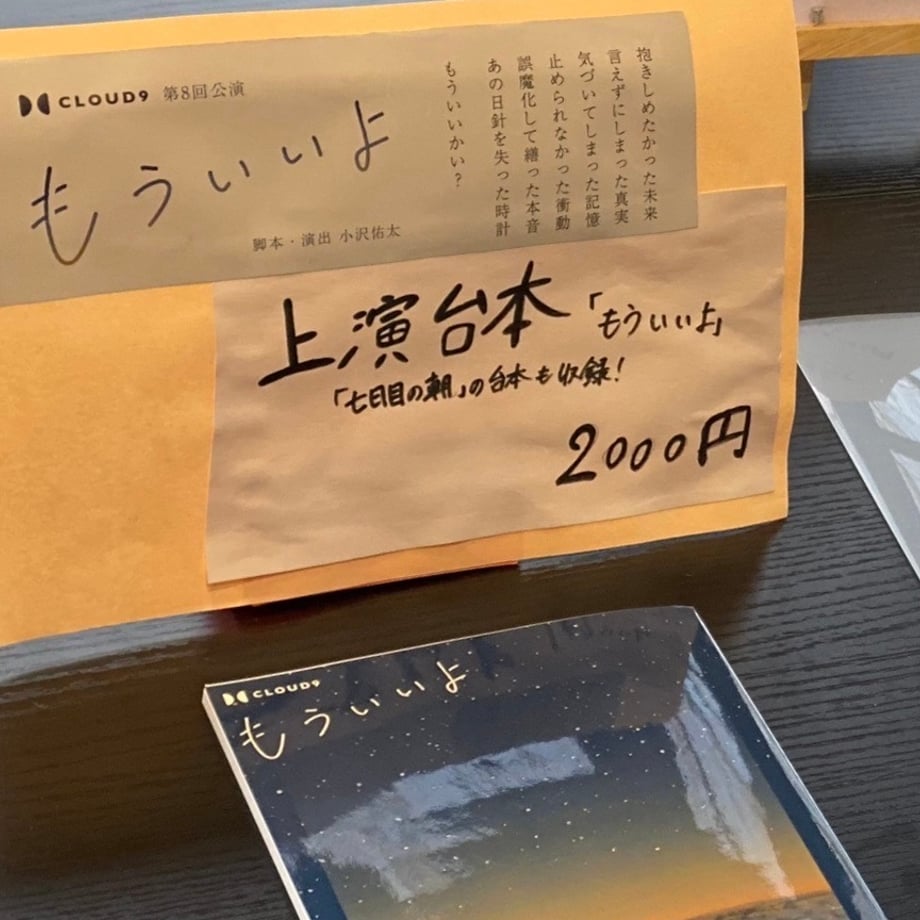 CLOUD9 第8回公演
もういいよ
脚本・演出 小沢佑太
抱きしめたかった未来
言えずにしまった真実
気づいてしまった記憶
止められなかった衝動
誤魔化して繕った本音
あの日針を失った時計
もういいかい？
上演台本「もういいよ」
「七日目の朝」の台本も収録！
2000円
CLOUD9
もういいよ